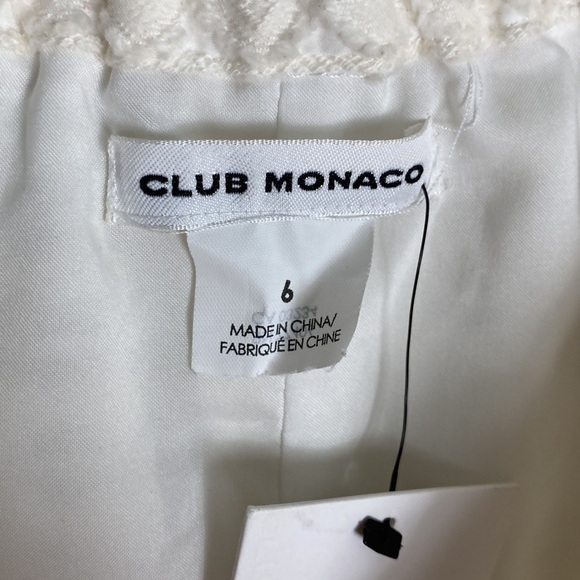 CLUB MONACO
6
MADE IN CHINA/
FABRIQUÉ EN CHINE